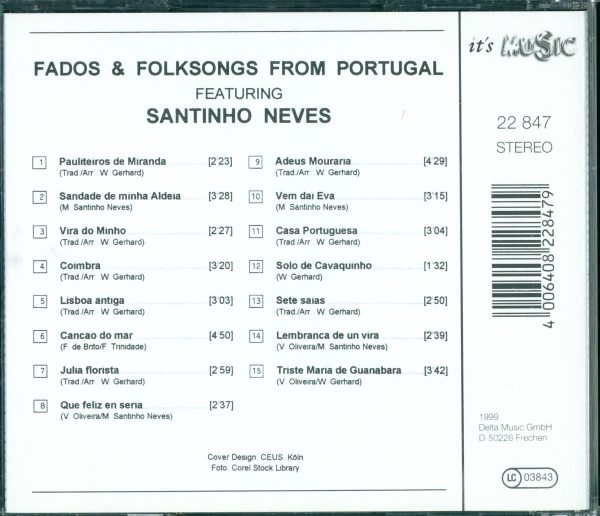 FADOS & FOLKSONGS FROM PORTUGAL
FEATURING
SANTINHO NEVES
1 Pauliteiros de Miranda [2'23]
(Trad./Arr W Gerhard)
2 Sandade de minha Aldeia [3'28]
(M Santinho Neves)
3 Vira do Minho [2'27]
(Trad./Arr W Gerhard)
4 Coimbra [3'20]
(Trad./Arr W Gerhard)
5 Lisboa antiga [3'03]
(Trad./Arr W Gerhard)
6 Cancao do mar [4'50]
(F de Brito/F Trindade)
7 Julia florista [2'59]
(Trad./Arr W Gerhard)
8 Que feliz en seria [2'37]
(V Oliveira/M Santinho Neves)
9 Adeus Mouraria [4'29]
(Trad./Arr W Gerhard)
10 Vem dai Eva [3'15]
(M Santinho Neves)
11 Casa Portuguesa [3'04]
(Trad./Arr W Gerhard)
12 Solo de Cavaquinho [1'32]
(W Gerhard)
13 Sete saias [2'50]
(Trad./Arr W Gerhard)
14 Lembranca de un vira [2'39]
(V Oliveira/M Santinho Neves)
15 Triste Maria de Guanabara [3'42]
(V Oliveira/W Gerhard)
Cover Design CEUS Köln
Foto Corel Stock Library
it's MUSIC
22 847
STEREO
4 006408 228479
1999
Delta Music GmbH
D-50226 Frechen
LC 03843